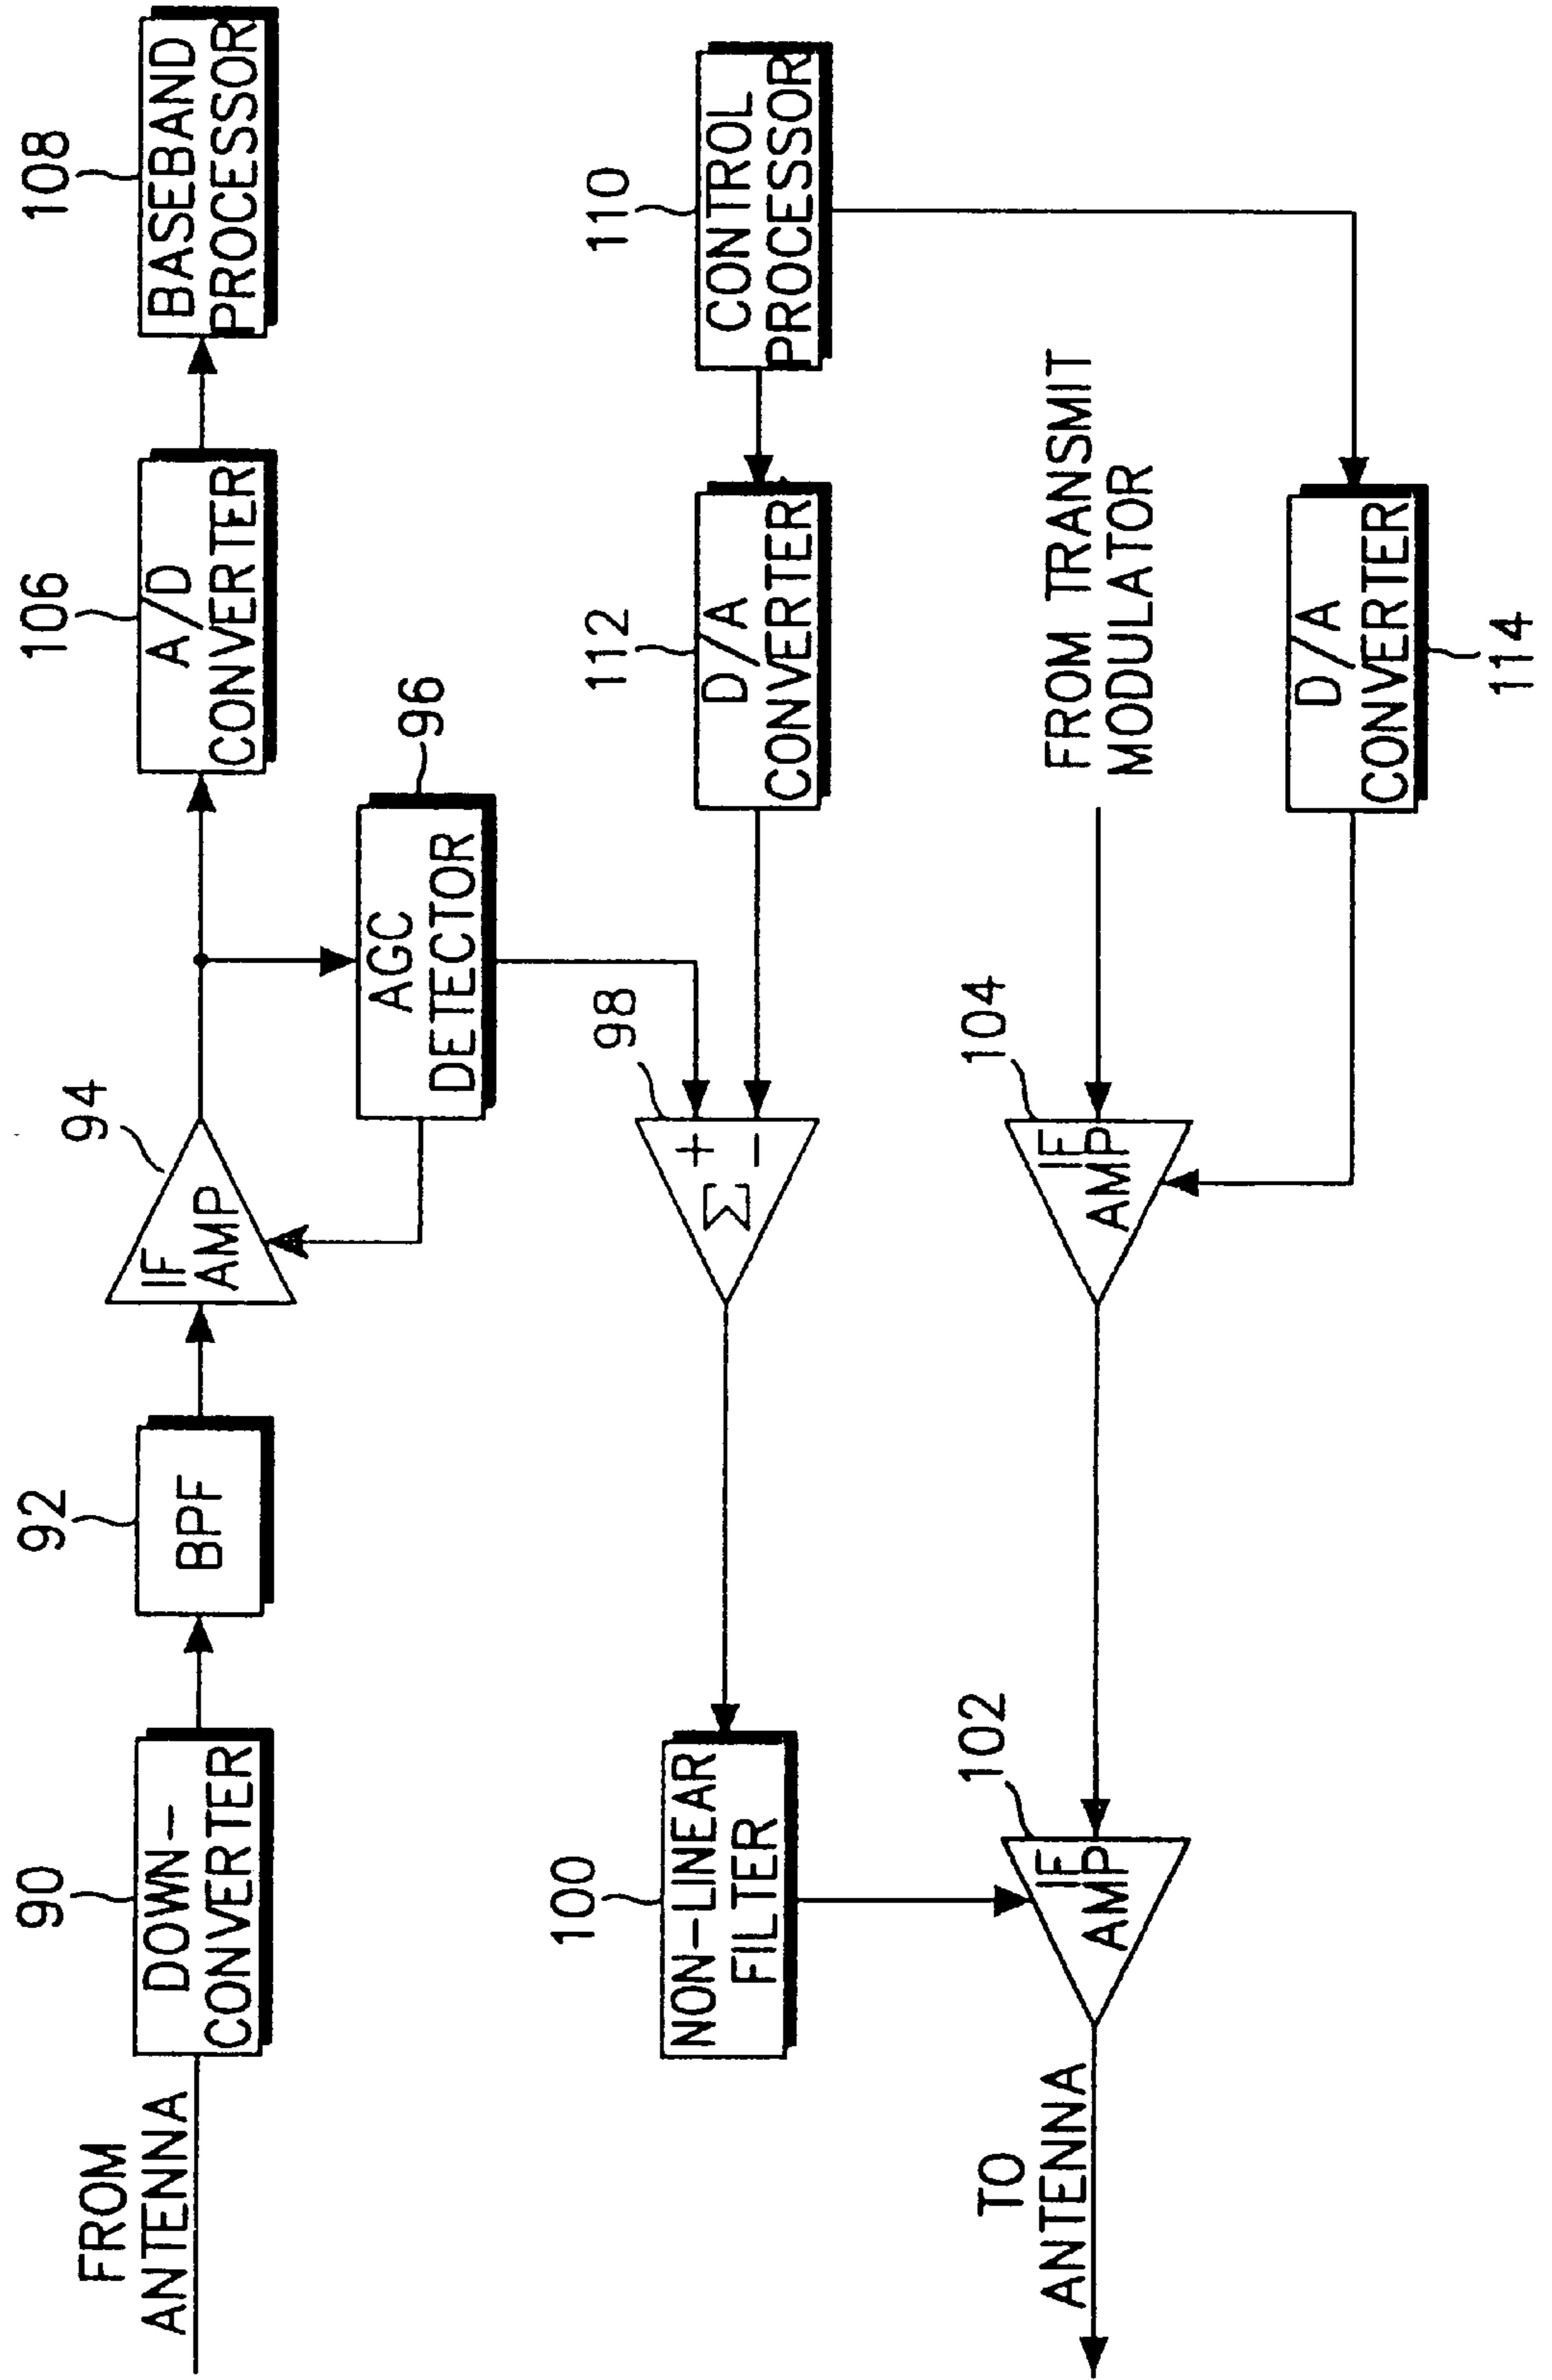 FROM
ANTENNA
90
DOWN-
CONVERTER
92
BPF
94
IF
AMP
106
A/D
CONVERTER
108
BASEBAND
PROCESSOR
96
AGC
DETECTOR
98
Σ
+
−
112
D/A
CONVERTER
110
CONTROL
PROCESSOR
100
NON-LINEAR
FILTER
TO
ANTENNA
102
IF
AMP
104
IF
AMP
FROM TRANSMIT
MODULATOR
D/A
CONVERTER
114